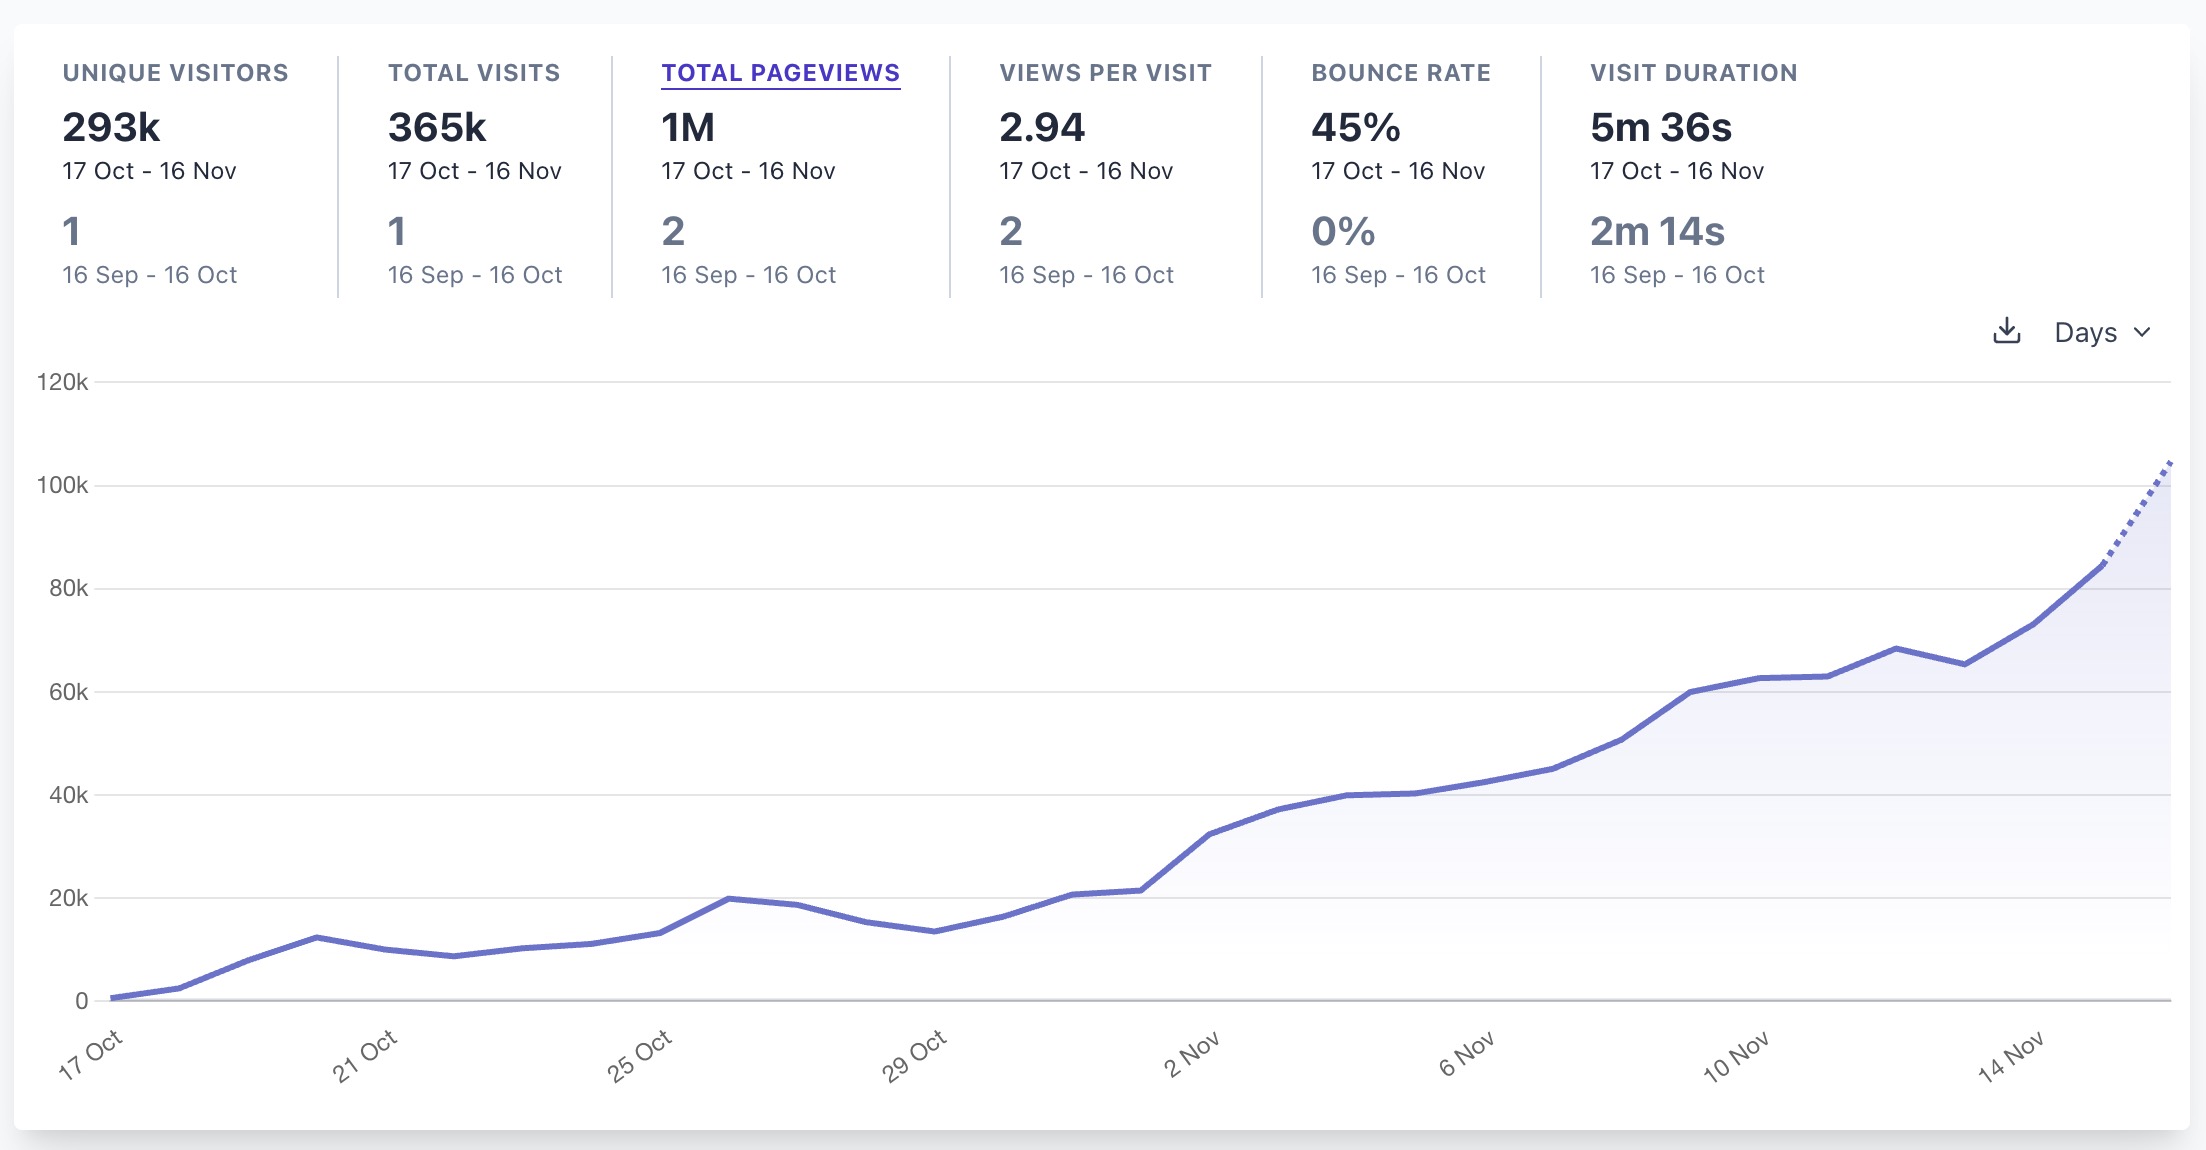 UNIQUE VISITORS
293k
17 Oct - 16 Nov
1
16 Sep - 16 Oct
TOTAL VISITS
365k
17 Oct - 16 Nov
1
16 Sep - 16 Oct
TOTAL PAGEVIEWS
1M
17 Oct - 16 Nov
2
16 Sep - 16 Oct
VIEWS PER VISIT
2.94
17 Oct - 16 Nov
2
16 Sep - 16 Oct
BOUNCE RATE
45%
17 Oct - 16 Nov
0%
16 Sep - 16 Oct
VISIT DURATION
5m 36s
17 Oct - 16 Nov
2m 14s
16 Sep - 16 Oct
Days
120k
100k
80k
60k
40k
20k
0
17 Oct
21 Oct
25 Oct
29 Oct
2 Nov
6 Nov
10 Nov
14 Nov